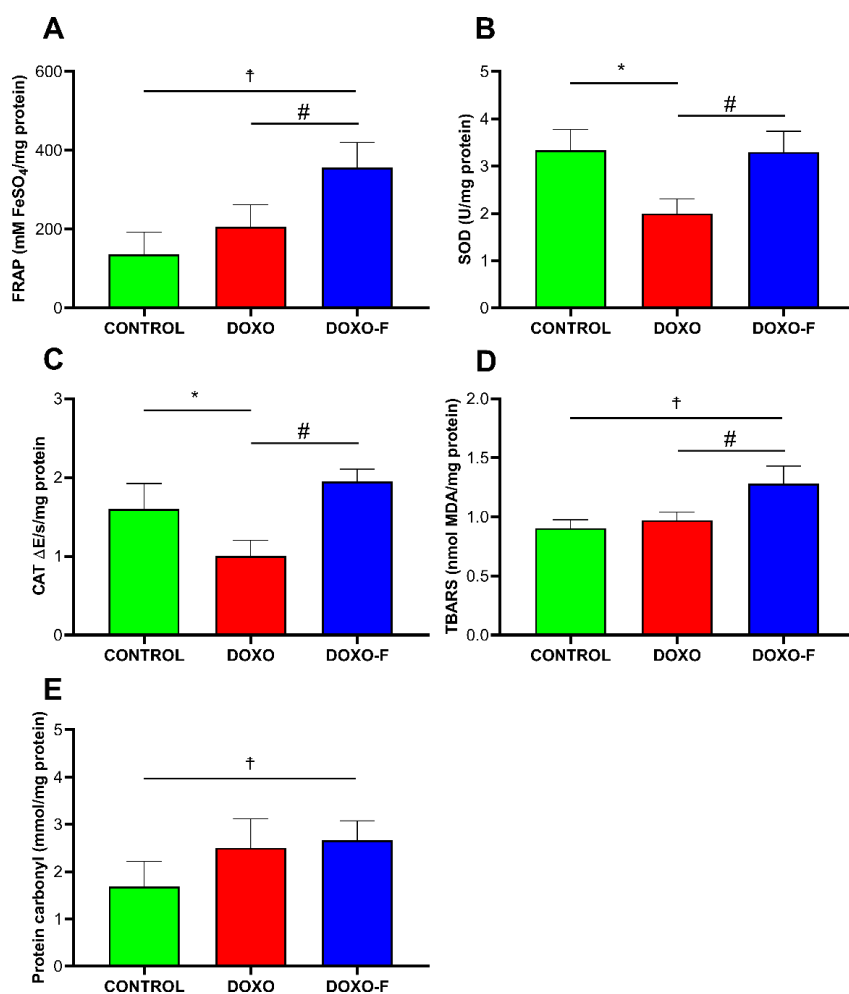 A
FRAP (mM FeSO₄/mg protein)
600
400
200
0
☨
#
CONTROL DOXO DOXO-F
B
SOD (U/mg protein)
5
4
3
2
1
0
*
#
CONTROL DOXO DOXO-F
C
CAT ΔE/s/mg protein
3
2
1
0
*
#
CONTROL DOXO DOXO-F
D
TBARS (nmol MDA/mg protein)
2.0
1.5
1.0
0.5
0.0
☨
#
CONTROL DOXO DOXO-F
E
Protein carbonyl (mmol/mg protein)
5
4
3
2
1
0
☨
CONTROL DOXO DOXO-F